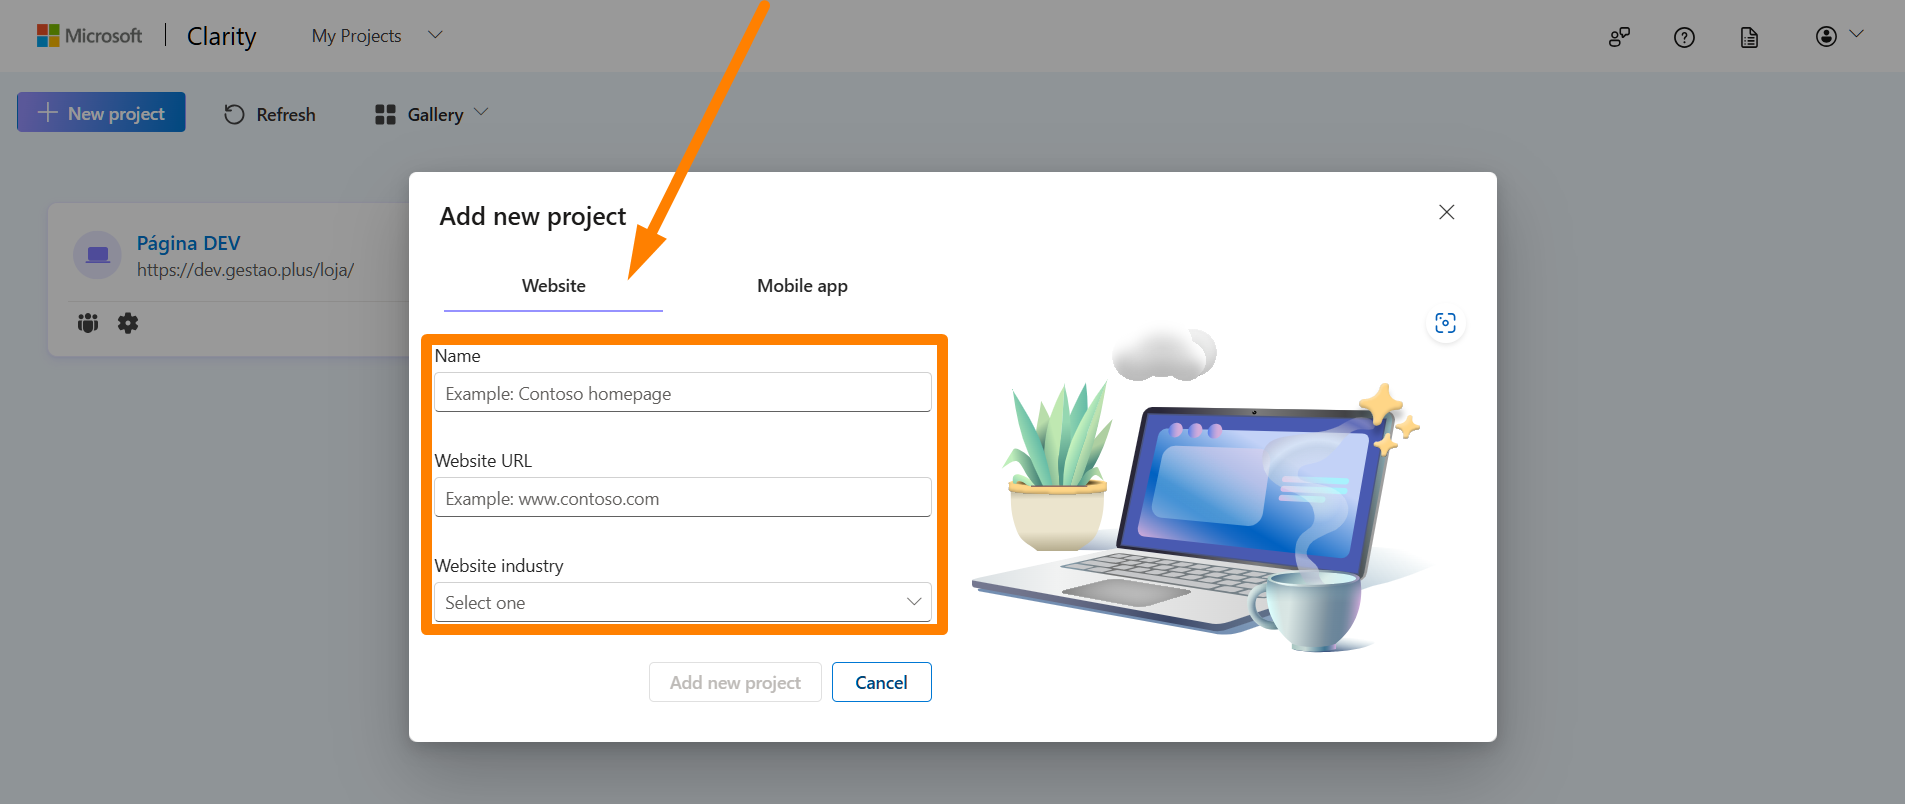 Microsoft Clarity My Projects
New project Refresh Gallery
Página DEV
https://dev.gestao.plus/loja/
Add new project
Website Mobile app
Name
Example: Contoso homepage
Website URL
Example: www.contoso.com
Website industry
Select one
Add new project Cancel